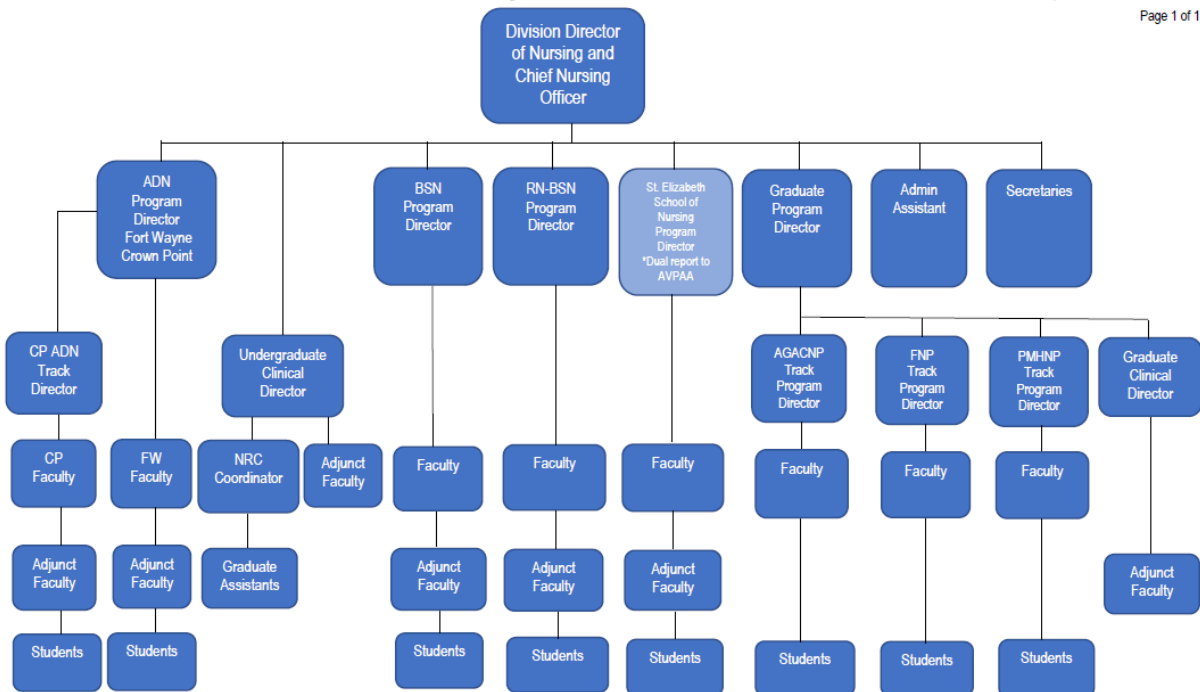 Page 1 of 1
Division Director
of Nursing and
Chief Nursing
Officer
ADN
Program
Director
Fort Wayne
Crown Point
BSN
Program
Director
RN-BSN
Program
Director
St. Elizabeth
School of
Nursing
Program
Director
*Dual report to
AVPAA
Graduate
Program
Director
Admin
Assistant
Secretaries
CP ADN
Track
Director
Undergraduate
Clinical
Director
AGACNP
Track
Program
Director
FNP
Track
Program
Director
PMHNP
Track
Program
Director
Graduate
Clinical
Director
CP
Faculty
FW
Faculty
NRC
Coordinator
Adjunct
Faculty
Faculty
Faculty
Faculty
Faculty
Faculty
Faculty
Adjunct
Faculty
Adjunct
Faculty
Graduate
Assistants
Adjunct
Faculty
Adjunct
Faculty
Adjunct
Faculty
Adjunct
Faculty
Students
Students
Students
Students
Students
Students
Students
Students